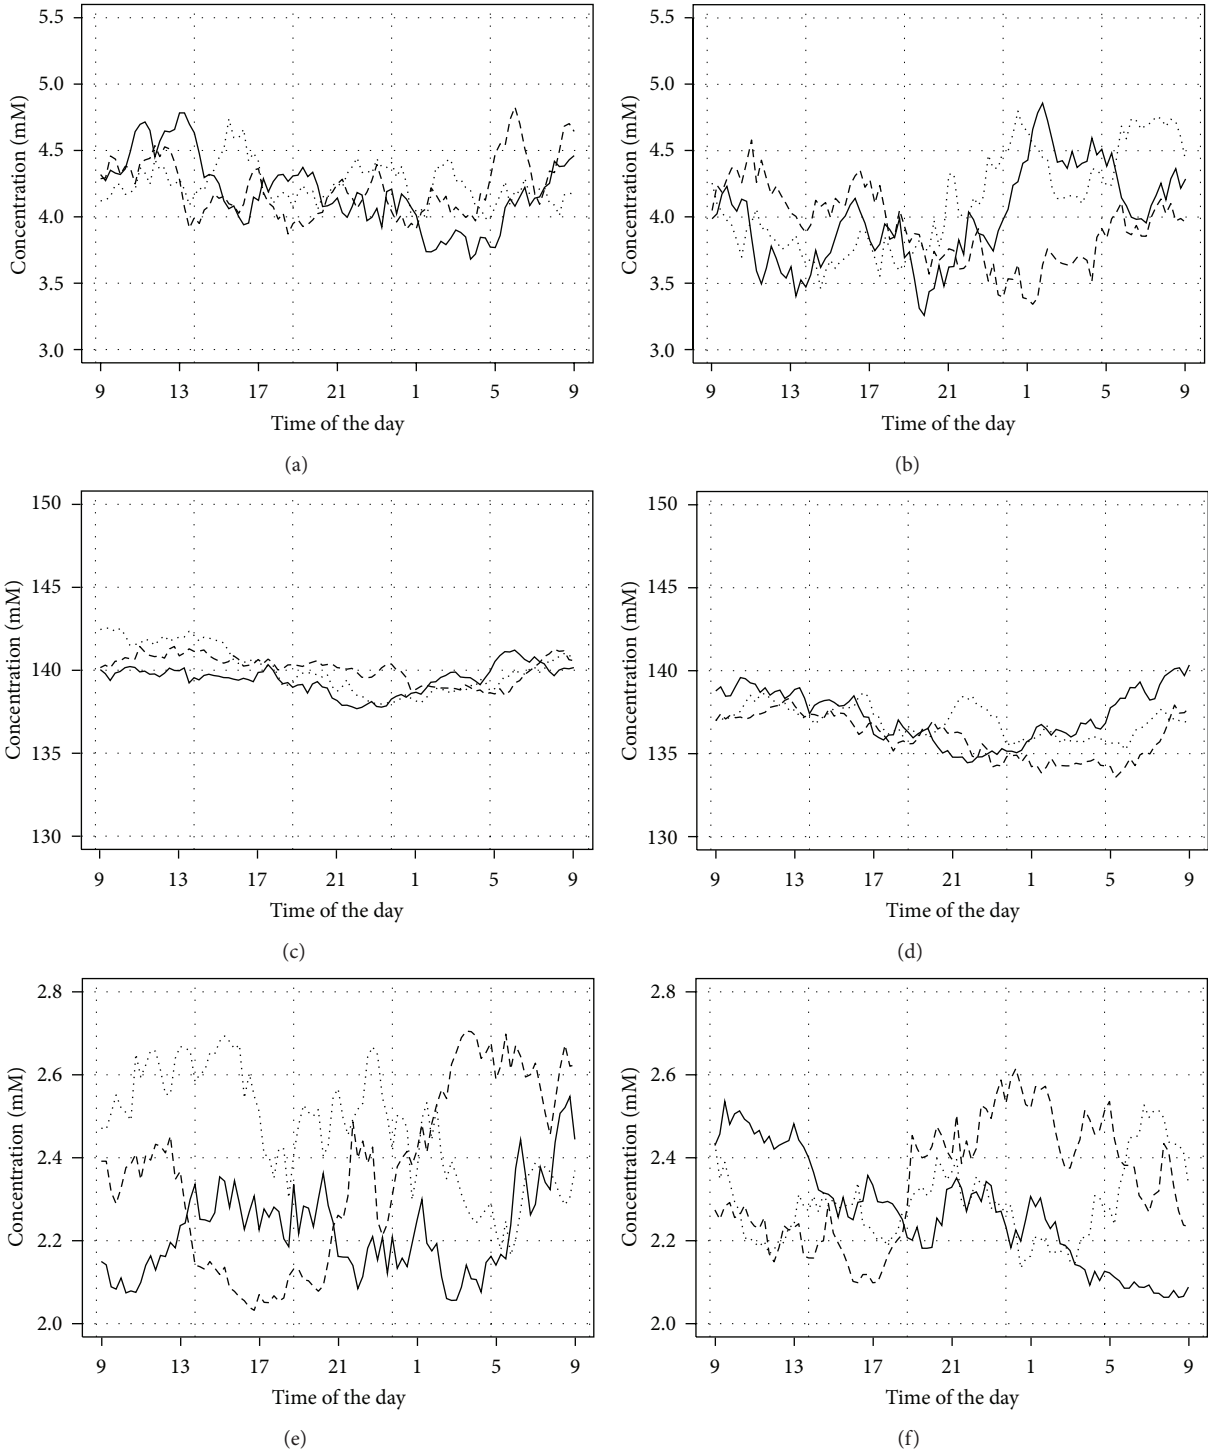 5.5
5.0
4.5
4.0
3.5
3.0
Concentration (mM)
9 13 17 21 1 5 9
Time of the day
(a)
5.5
5.0
4.5
4.0
3.5
3.0
Concentration (mM)
9 13 17 21 1 5 9
Time of the day
(b)
150
145
140
135
130
Concentration (mM)
9 13 17 21 1 5 9
Time of the day
(c)
150
145
140
135
130
Concentration (mM)
9 13 17 21 1 5 9
Time of the day
(d)
2.8
2.6
2.4
2.2
2.0
Concentration (mM)
9 13 17 21 1 5 9
Time of the day
(e)
2.8
2.6
2.4
2.2
2.0
Concentration (mM)
9 13 17 21 1 5 9
Time of the day
(f)